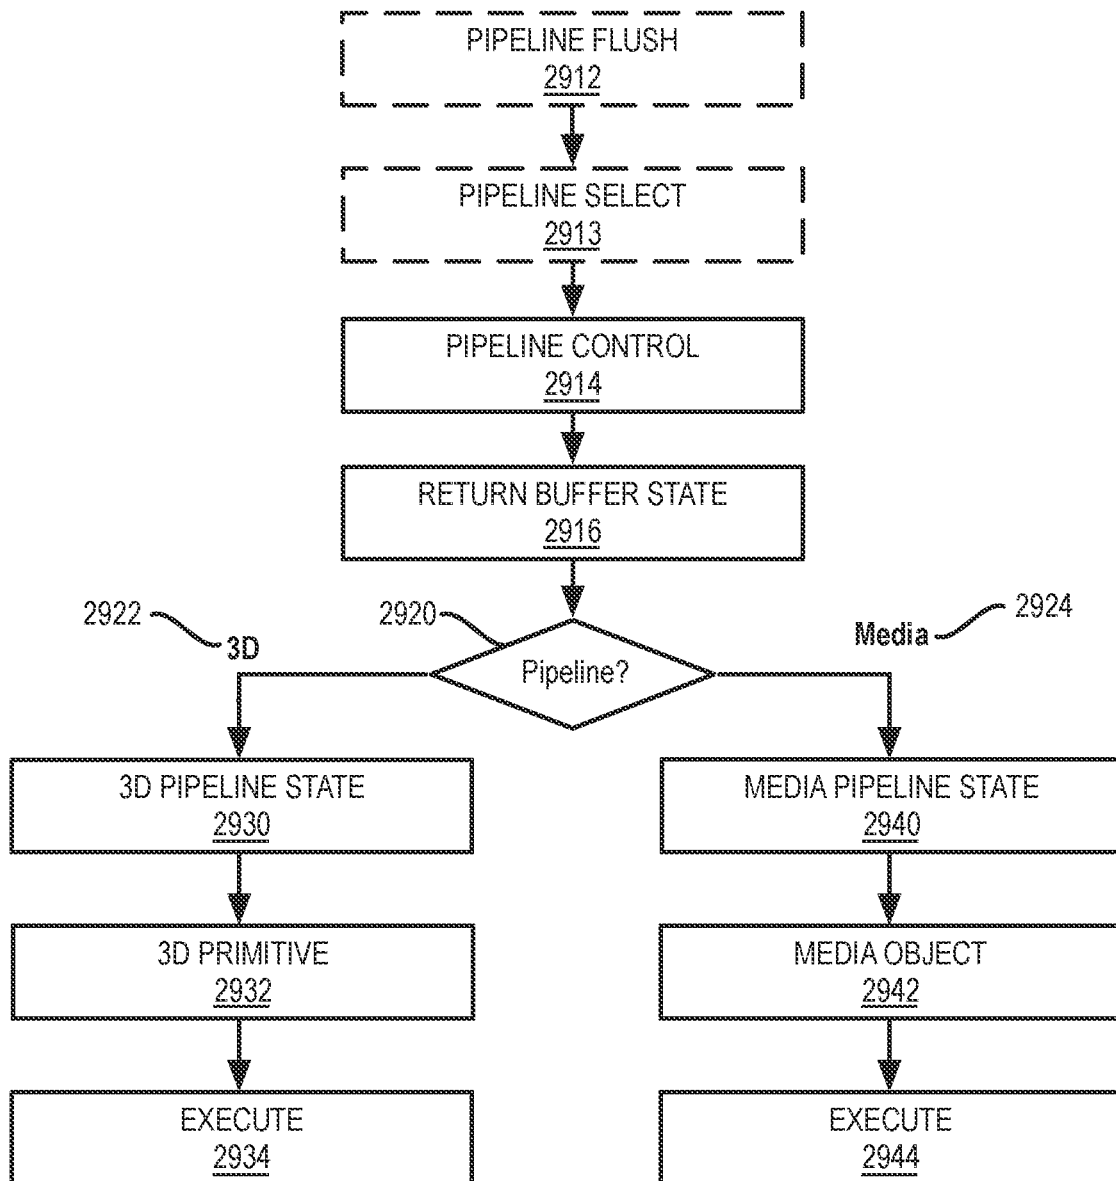 PIPELINE FLUSH
2912
PIPELINE SELECT
2913
PIPELINE CONTROL
2914
RETURN BUFFER STATE
2916
2922
3D
2920
Pipeline?
Media
2924
3D PIPELINE STATE
2930
MEDIA PIPELINE STATE
2940
3D PRIMITIVE
2932
MEDIA OBJECT
2942
EXECUTE
2934
EXECUTE
2944